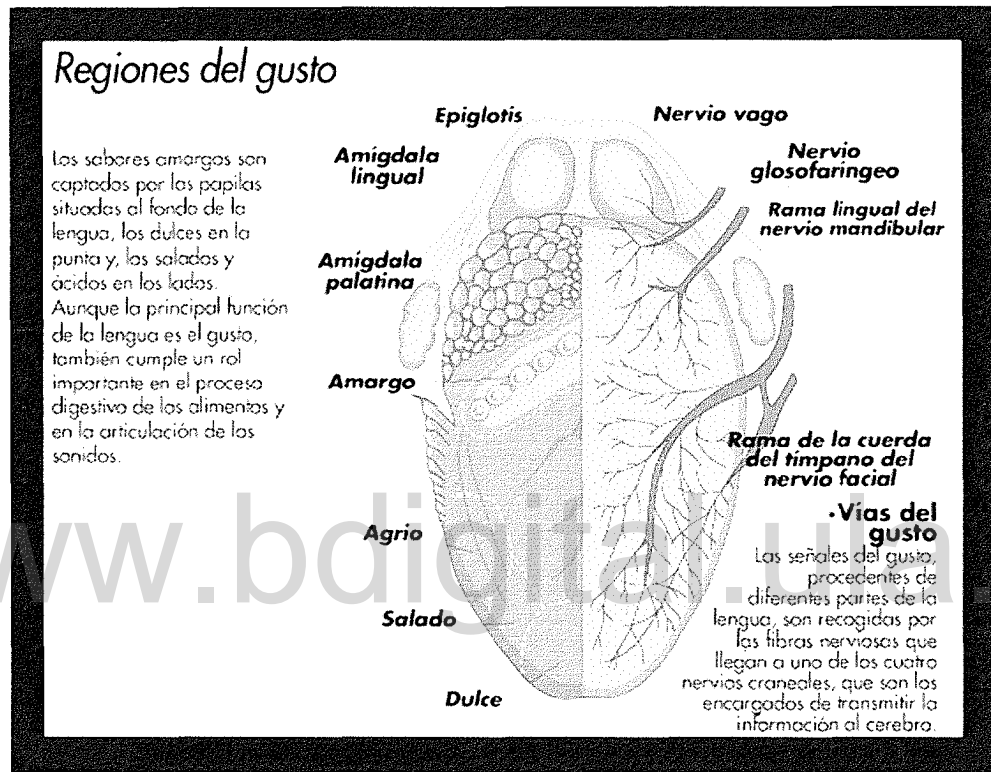 Regiones del gusto
Los sabores amargos son
captados por las papilas
situadas al fondo de la
lengua, los dulces en la
punta y, los salados y
ácidos en los lados.
Aunque la principal función
de la lengua es el gusto,
también cumple un rol
importante en el proceso
digestivo de los alimentos y
en la articulación de los
sonidos.
Epiglotis
Nervio vago
Amígdala
lingual
Nervio
glosofaríngeo
Rama lingual del
nervio mandibular
Amígdala
palatina
Amargo
Rama de la cuerda
del tímpano del
nervio facial
Agrio
Salado
Dulce
·Vías del
gusto
Las señales del gusto,
procedentes de
diferentes partes de la
lengua, son recogidas por
las fibras nerviosas que
llegan a uno de los cuatro
nervios craneales, que son los
encargados de transmitir la
información al cerebro.
www.bdigital.ula.